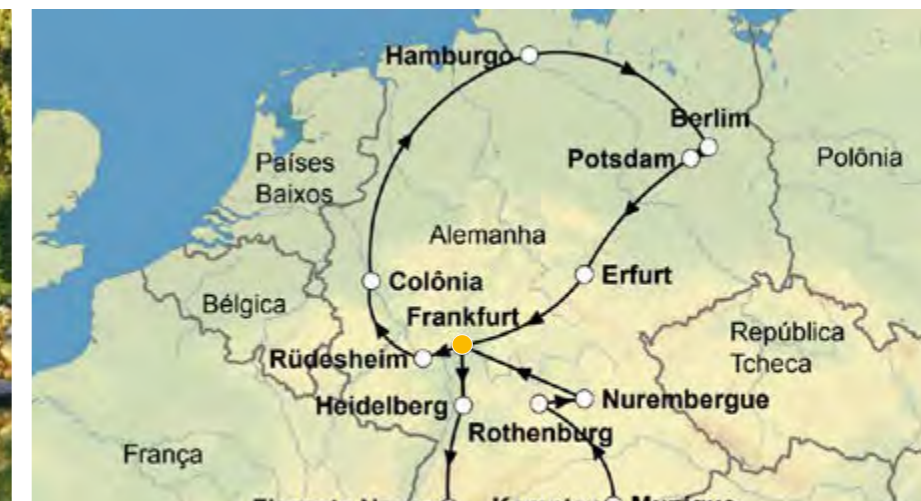 Hamburgo
Berlim
Países
Baixos
Potsdam
Polônia
Alemanha
Erfurt
Colônia
Bélgica
Frankfurt
República
Tcheca
Rüdesheim
Heidelberg
Nurembergue
Rothenburg
França